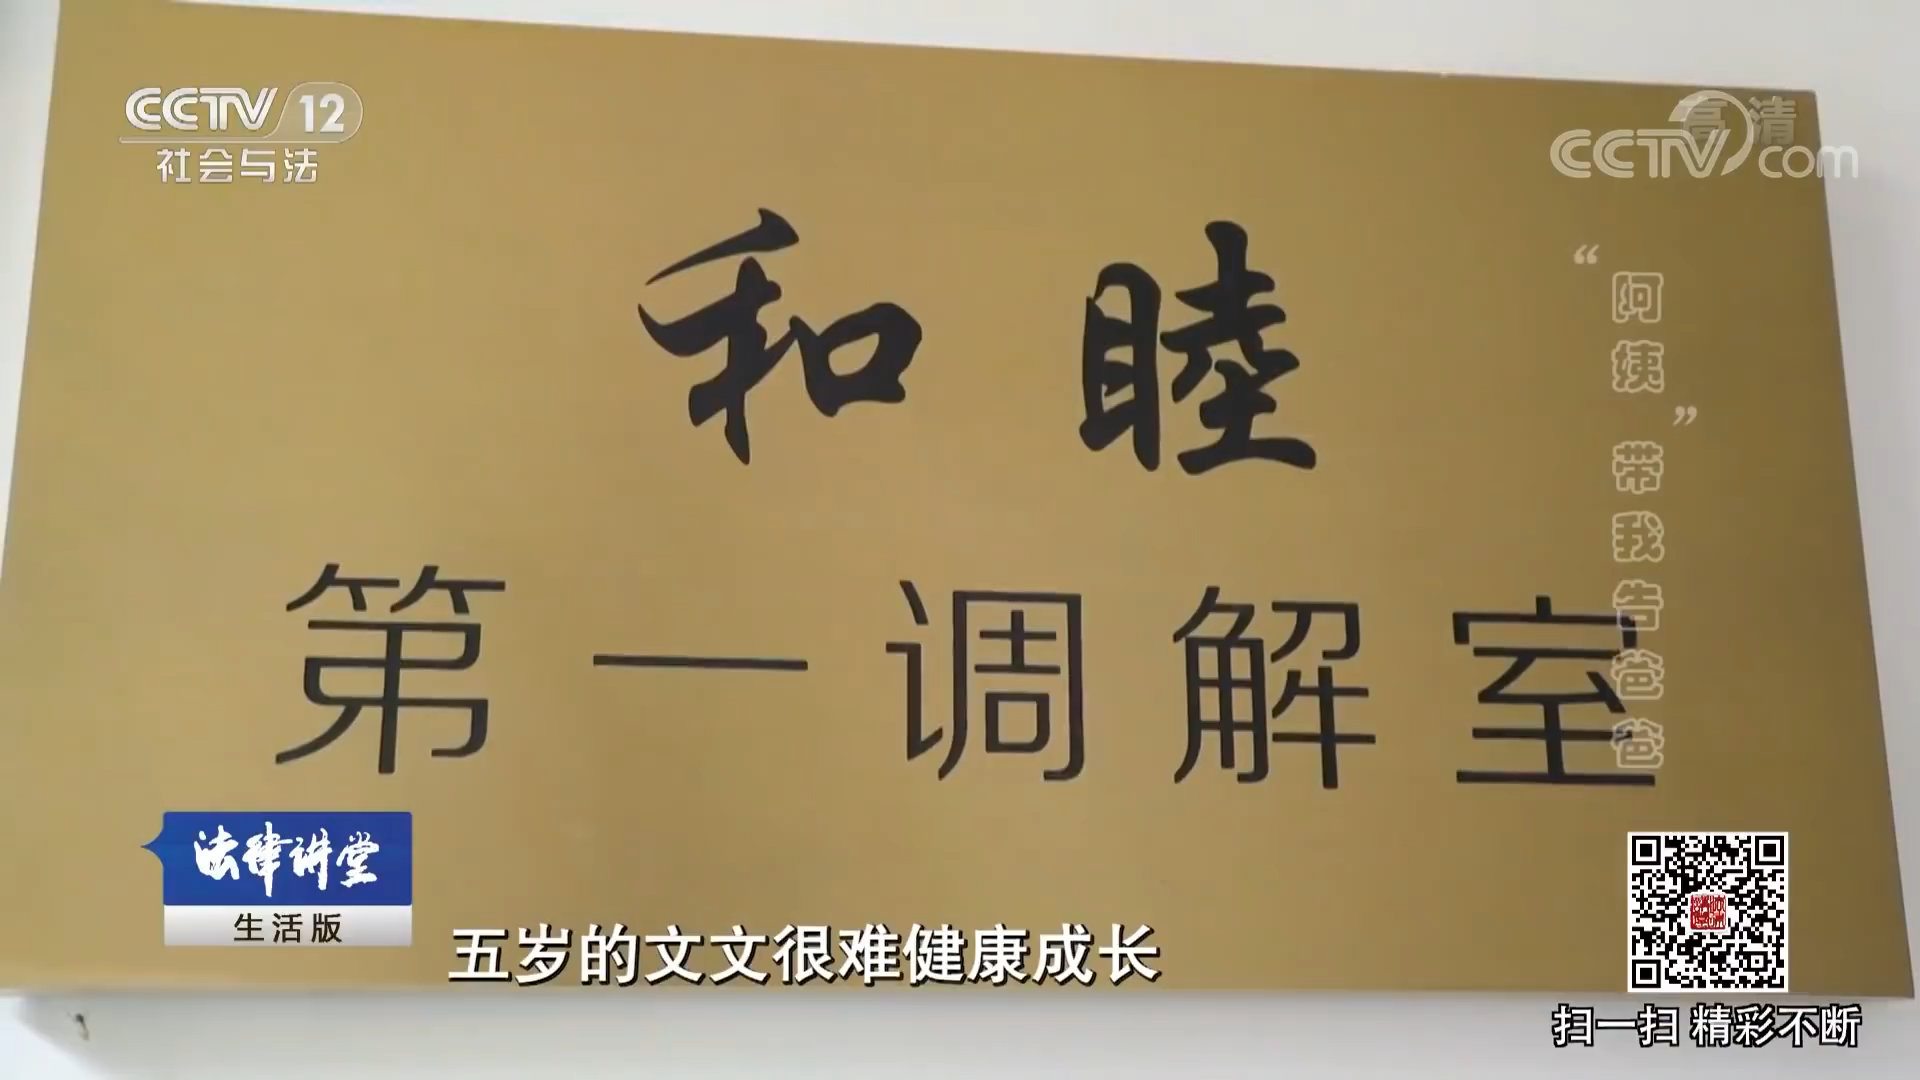 CCTV 12
社会与法
高清
CCTV.com
和睦
第一调解室
“阿姨”带我告爸爸
法律讲堂
生活版
五岁的文文很难健康成长
扫一扫 精彩不断